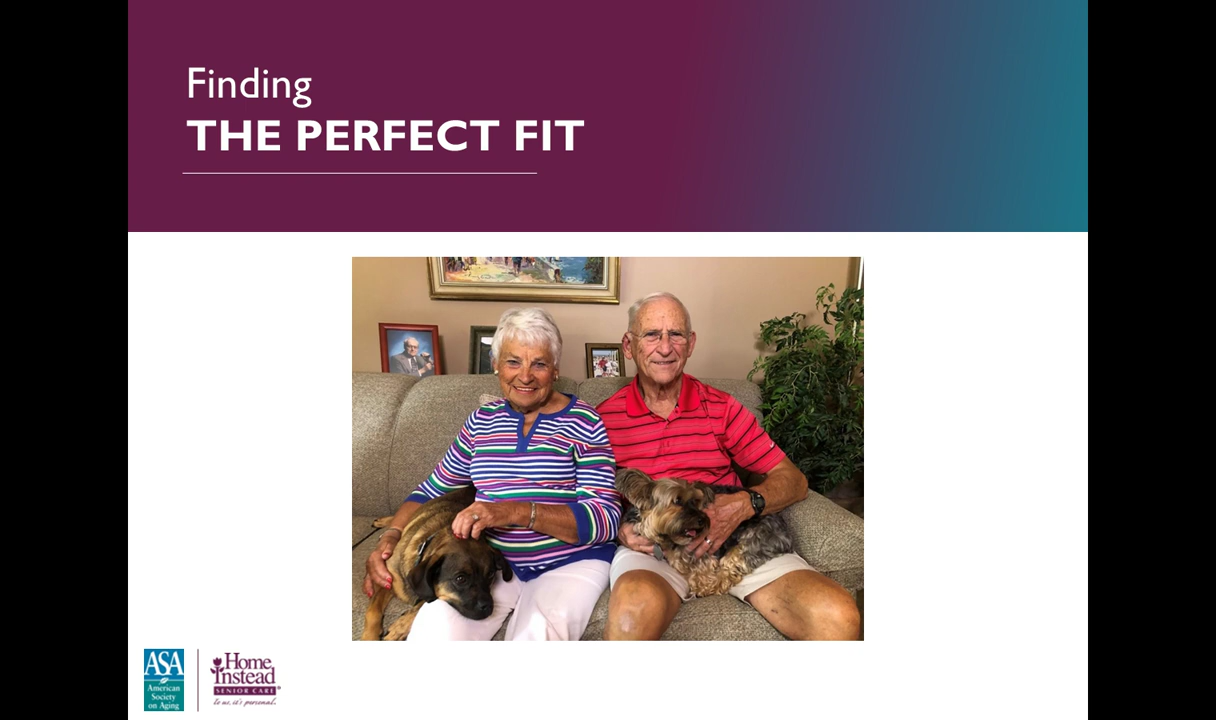 Finding
THE PERFECT FIT
ASA
American
Society
on Aging
Home
Instead
SENIOR CARE®
to us, it's personal.